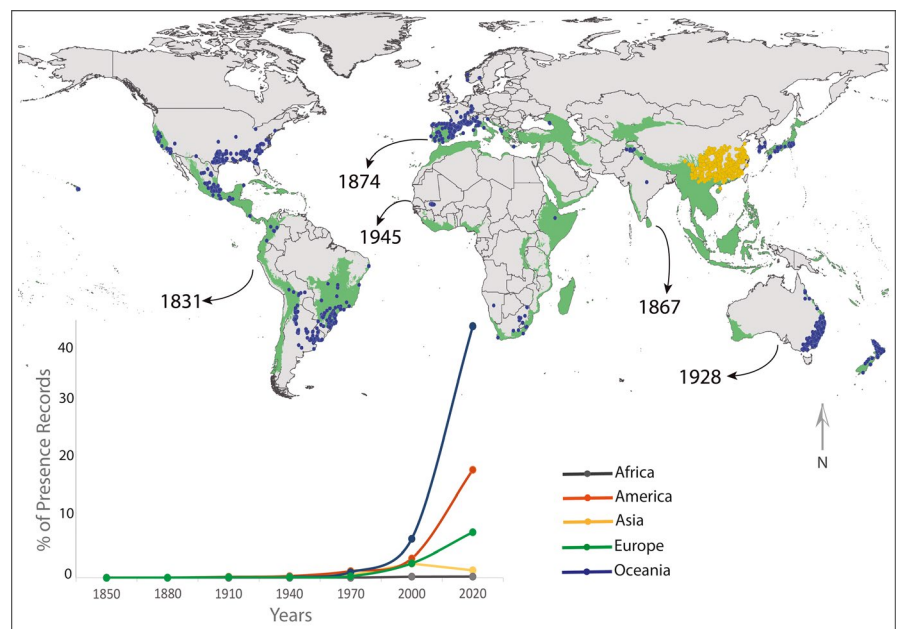 1874
1945
1831
1867
1928
N
% of Presence Records
40
30
20
10
0
1850 1880 1910 1940 1970 2000 2020
Years
Africa
America
Asia
Europe
Oceania